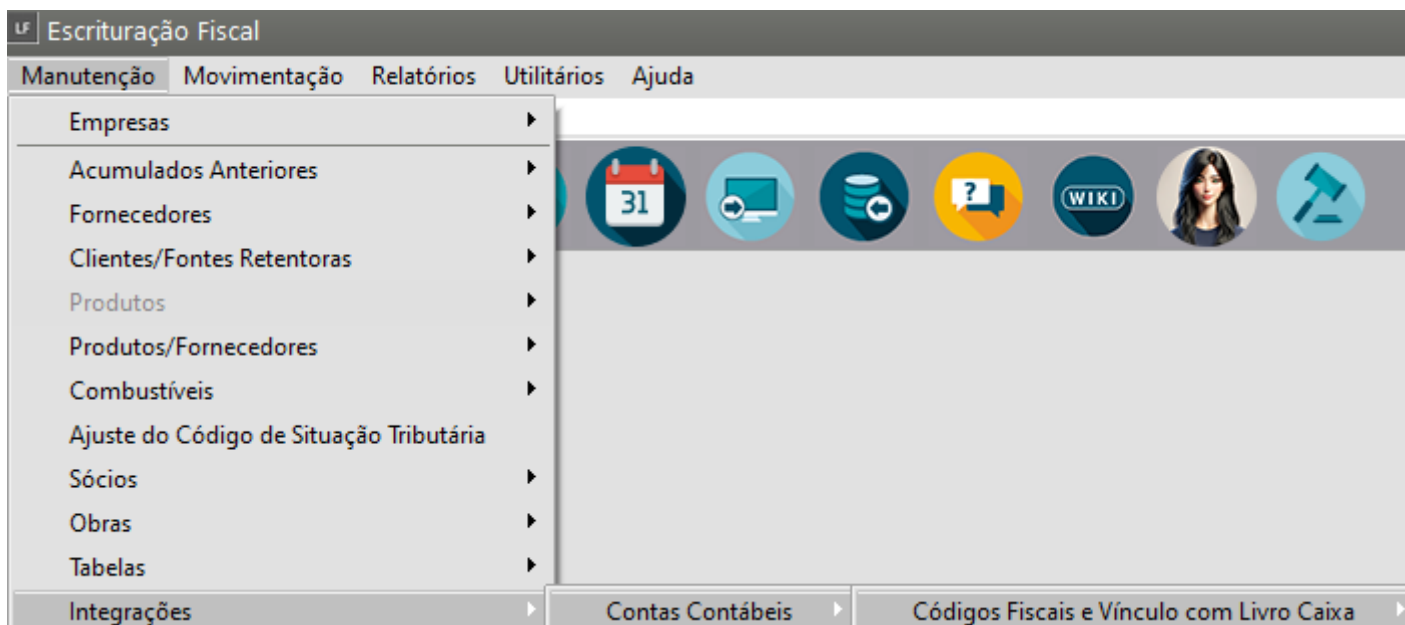 LF Escrituração Fiscal
Manutenção Movimentação Relatórios Utilitários Ajuda
Empresas
Acumulados Anteriores
31 ? WIKI
Fornecedores
Clientes/Fontes Retentoras
Produtos
Produtos/Fornecedores
Combustíveis
Ajuste do Código de Situação Tributária
Sócios
Obras
Tabelas
Integrações Contas Contábeis Códigos Fiscais e Vínculo com Livro Caixa